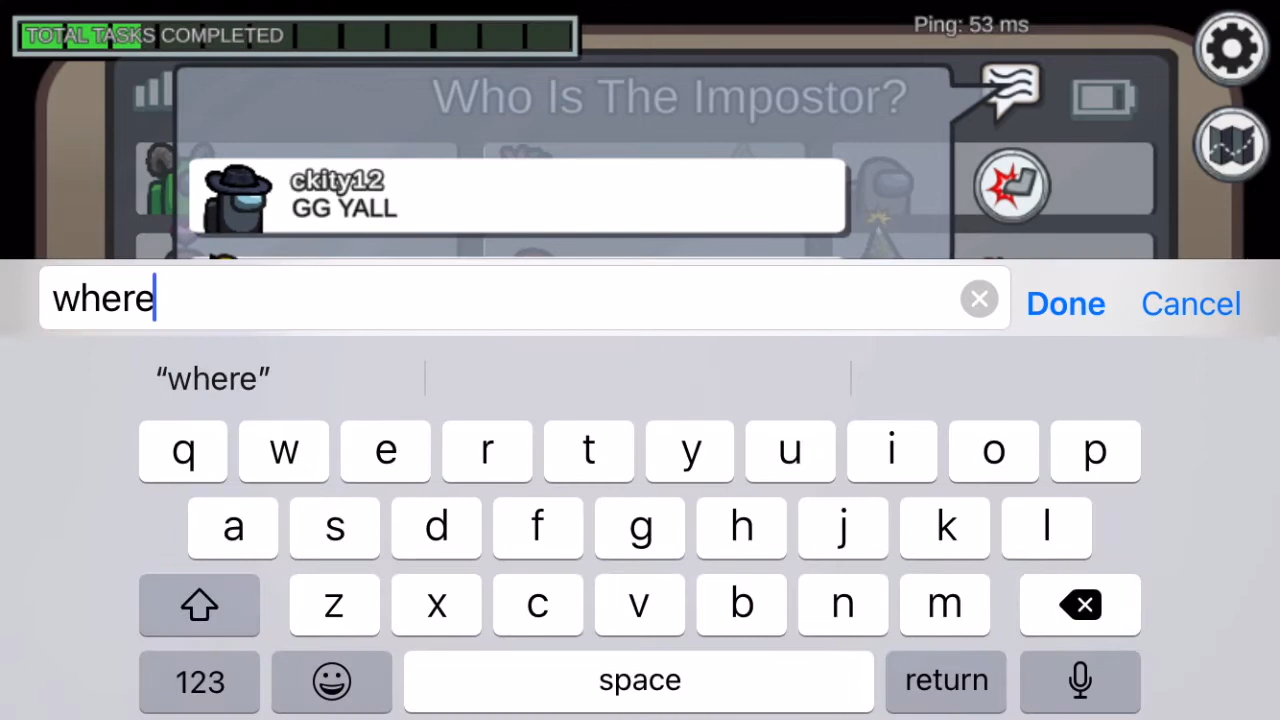 TOTAL TASKS COMPLETED
Ping: 53 ms
Who Is The Impostor?
ckity12
GG YALL
where
Done
Cancel
“where”
q w e r t y u i o p
a s d f g h j k l
z x c v b n m
123
space
return